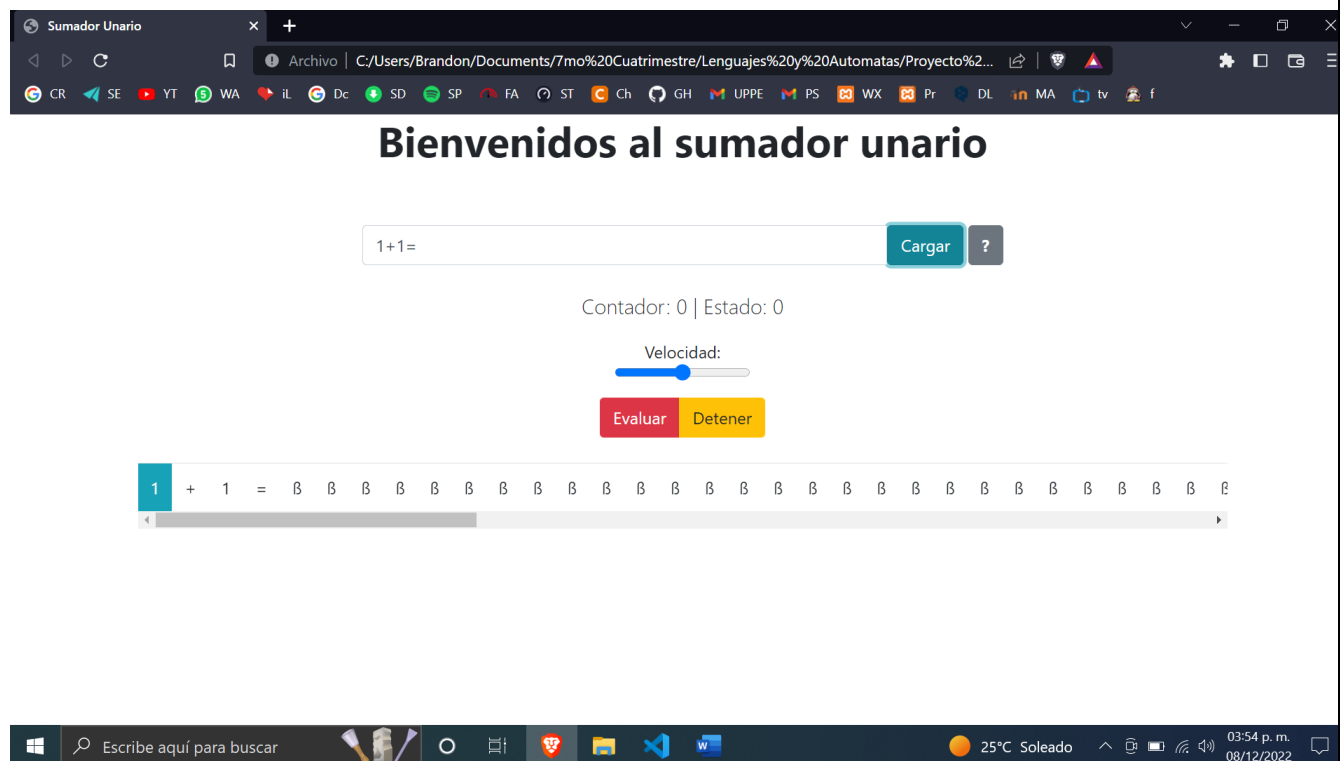 Sumador Unario
Archivo C:/Users/Brandon/Documents/7mo%20Cuatrimestre/Lenguajes%20y%20Automatas/Proyecto%2...
CR SE YT WA iL Dc SD SP FA ST Ch GH UPPE PS WX Pr DL MA tv f
Bienvenidos al sumador unario
1+1= Cargar ?
Contador: 0 | Estado: 0
Velocidad:
Evaluar Detener
1 + 1 = ß ß ß ß ß ß ß ß ß ß ß ß ß ß ß ß ß ß ß ß ß ß ß ß ß ß ß ß
Escribe aquí para buscar 25°C Soleado 03:54 p. m.
08/12/2022